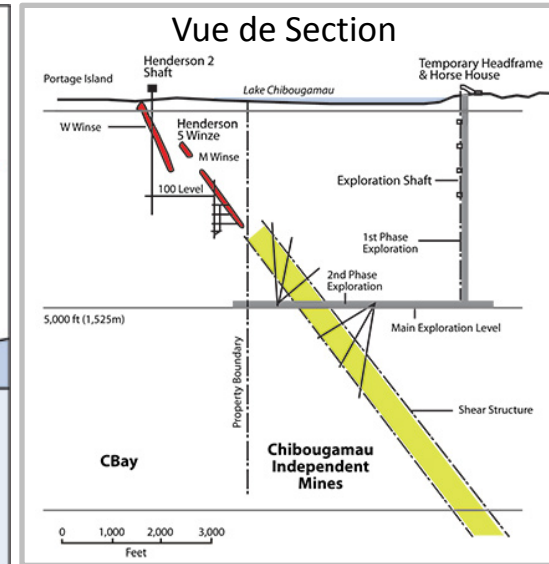 Vue de Section
Henderson 2
Shaft
Temporary Headframe
& Horse House
Portage Island
Lake Chibougamau
W Winse
Henderson
5 Winze
M Winse
100 Level
Exploration Shaft
1st Phase
Exploration
2nd Phase
Exploration
5,000 ft (1,525m)
Main Exploration Level
Property Boundary
Shear Structure
CBay
Chibougamau
Independent
Mines
0 1,000 2,000 3,000
Feet